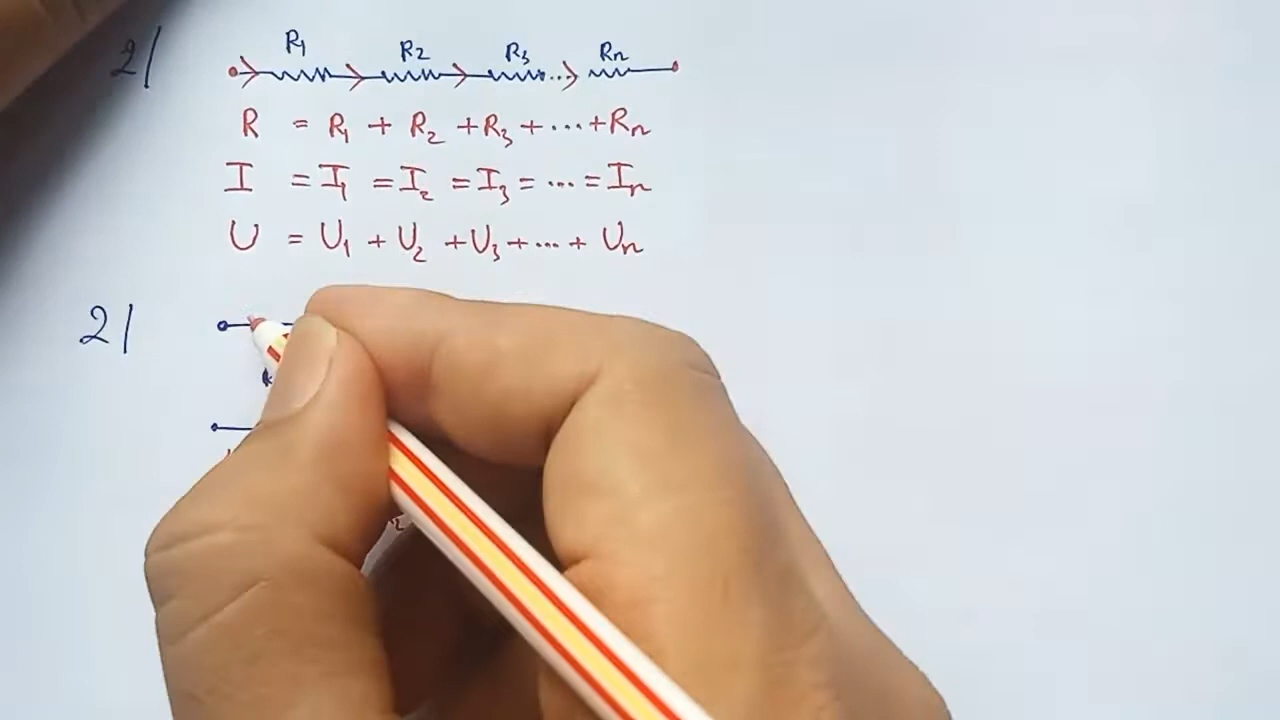 2/
R₁ R₂ R₃ ... Rn
R = R₁ + R₂ + R₃ + ... + Rn
I = I₁ = I₂ = I₃ = ... = In
U = U₁ + U₂ + U₃ + ... + Un
2/